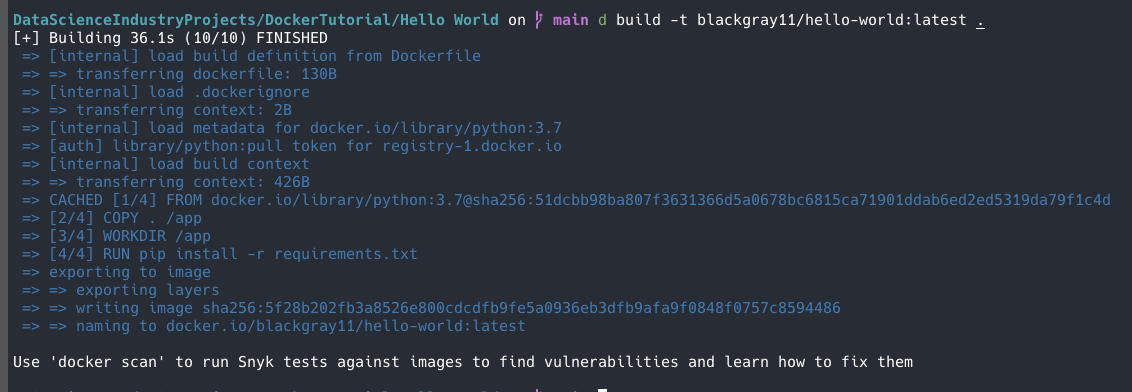 DataScienceIndustryProjects/DockerTutorial/Hello World on main d build -t blackgray11/hello-world:latest .
[+] Building 36.1s (10/10) FINISHED
=> [internal] load build definition from Dockerfile
=> => transferring dockerfile: 130B
=> [internal] load .dockerignore
=> => transferring context: 2B
=> [internal] load metadata for docker.io/library/python:3.7
=> [auth] library/python:pull token for registry-1.docker.io
=> [internal] load build context
=> => transferring context: 426B
=> CACHED [1/4] FROM docker.io/library/python:3.7@sha256:51dcbb98ba807f3631366d5a0678bc6815ca71901ddab6ed2ed5319da79f1c4d
=> [2/4] COPY . /app
=> [3/4] WORKDIR /app
=> [4/4] RUN pip install -r requirements.txt
=> exporting to image
=> => exporting layers
=> => writing image sha256:5f28b202fb3a8526e800cdcdfb9fe5a0936eb3dfb9afa9f0848f0757c8594486
=> => naming to docker.io/blackgray11/hello-world:latest
Use 'docker scan' to run Snyk tests against images to find vulnerabilities and learn how to fix them